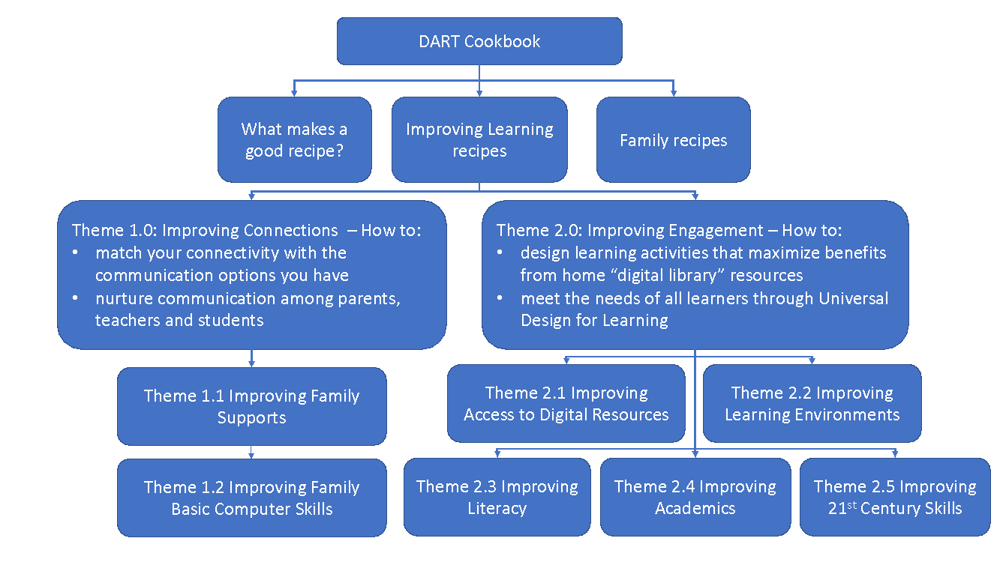 DART Cookbook
What makes a
good recipe?
Improving Learning
recipes
Family recipes
Theme 1.0: Improving Connections – How to:
• match your connectivity with the
communication options you have
• nurture communication among parents,
teachers and students
Theme 2.0: Improving Engagement – How to:
• design learning activities that maximize benefits
from home “digital library” resources
• meet the needs of all learners through Universal
Design for Learning
Theme 1.1 Improving Family
Supports
Theme 2.1 Improving
Access to Digital Resources
Theme 2.2 Improving
Learning Environments
Theme 1.2 Improving Family
Basic Computer Skills
Theme 2.3 Improving
Literacy
Theme 2.4 Improving
Academics
Theme 2.5 Improving
21st Century Skills